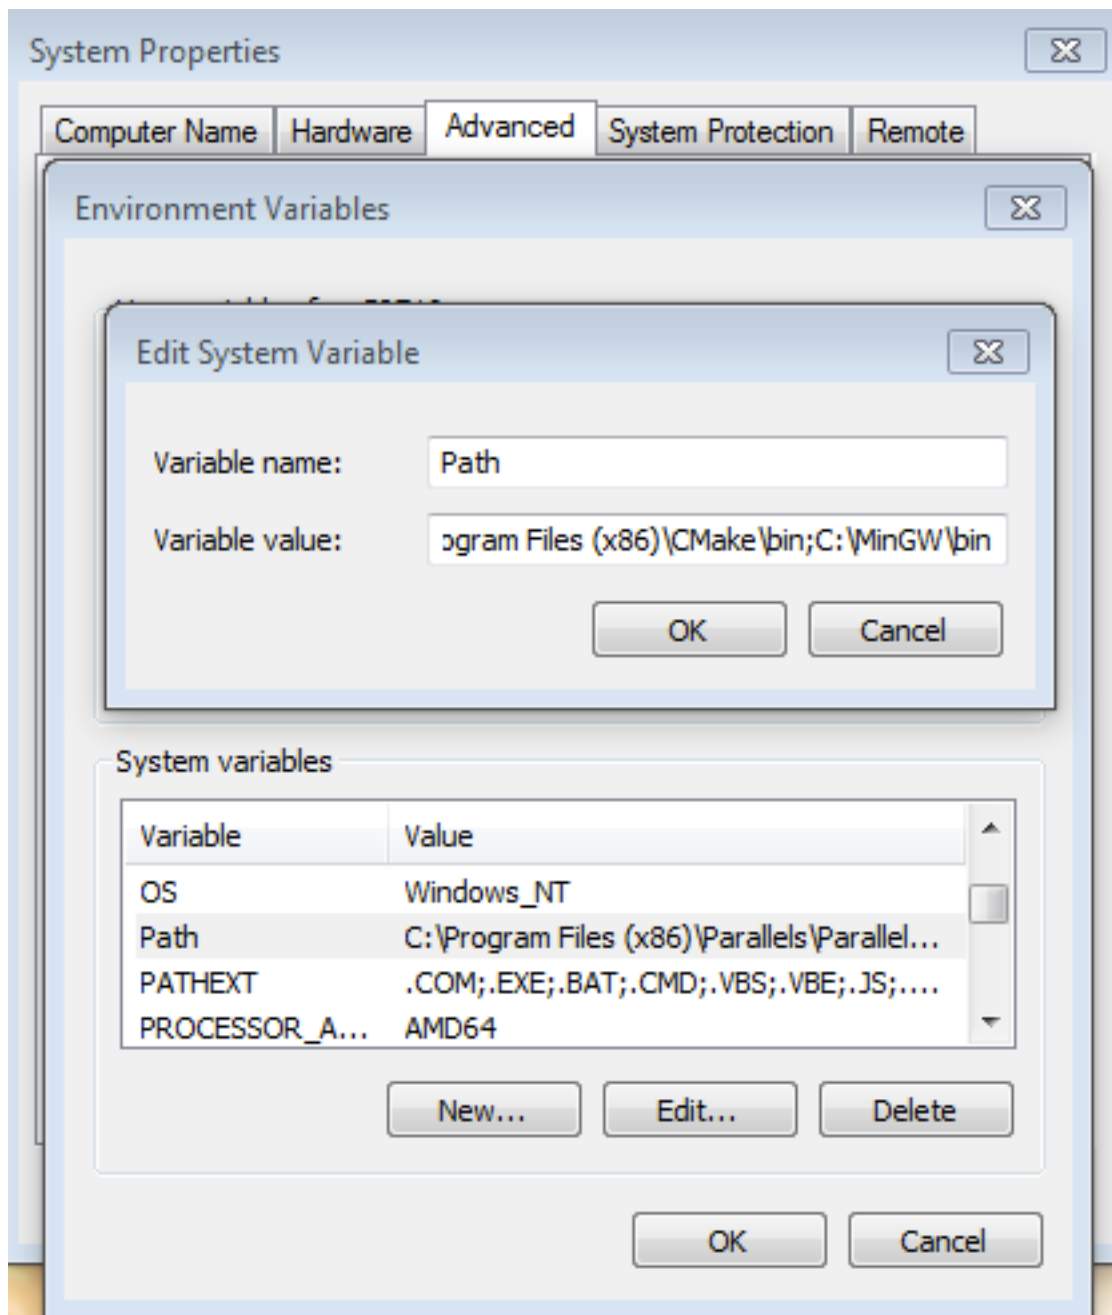 System Properties
Computer Name Hardware Advanced System Protection Remote
Environment Variables
Edit System Variable
Variable name: Path
Variable value: ogram Files (x86)\CMake\bin;C:\MinGW\bin
OK Cancel
System variables
Variable Value
OS Windows_NT
Path C:\Program Files (x86)\Parallels\Parallel...
PATHEXT .COM;.EXE;.BAT;.CMD;.VBS;.VBE;.JS;....
PROCESSOR_A... AMD64
New... Edit... Delete
OK Cancel